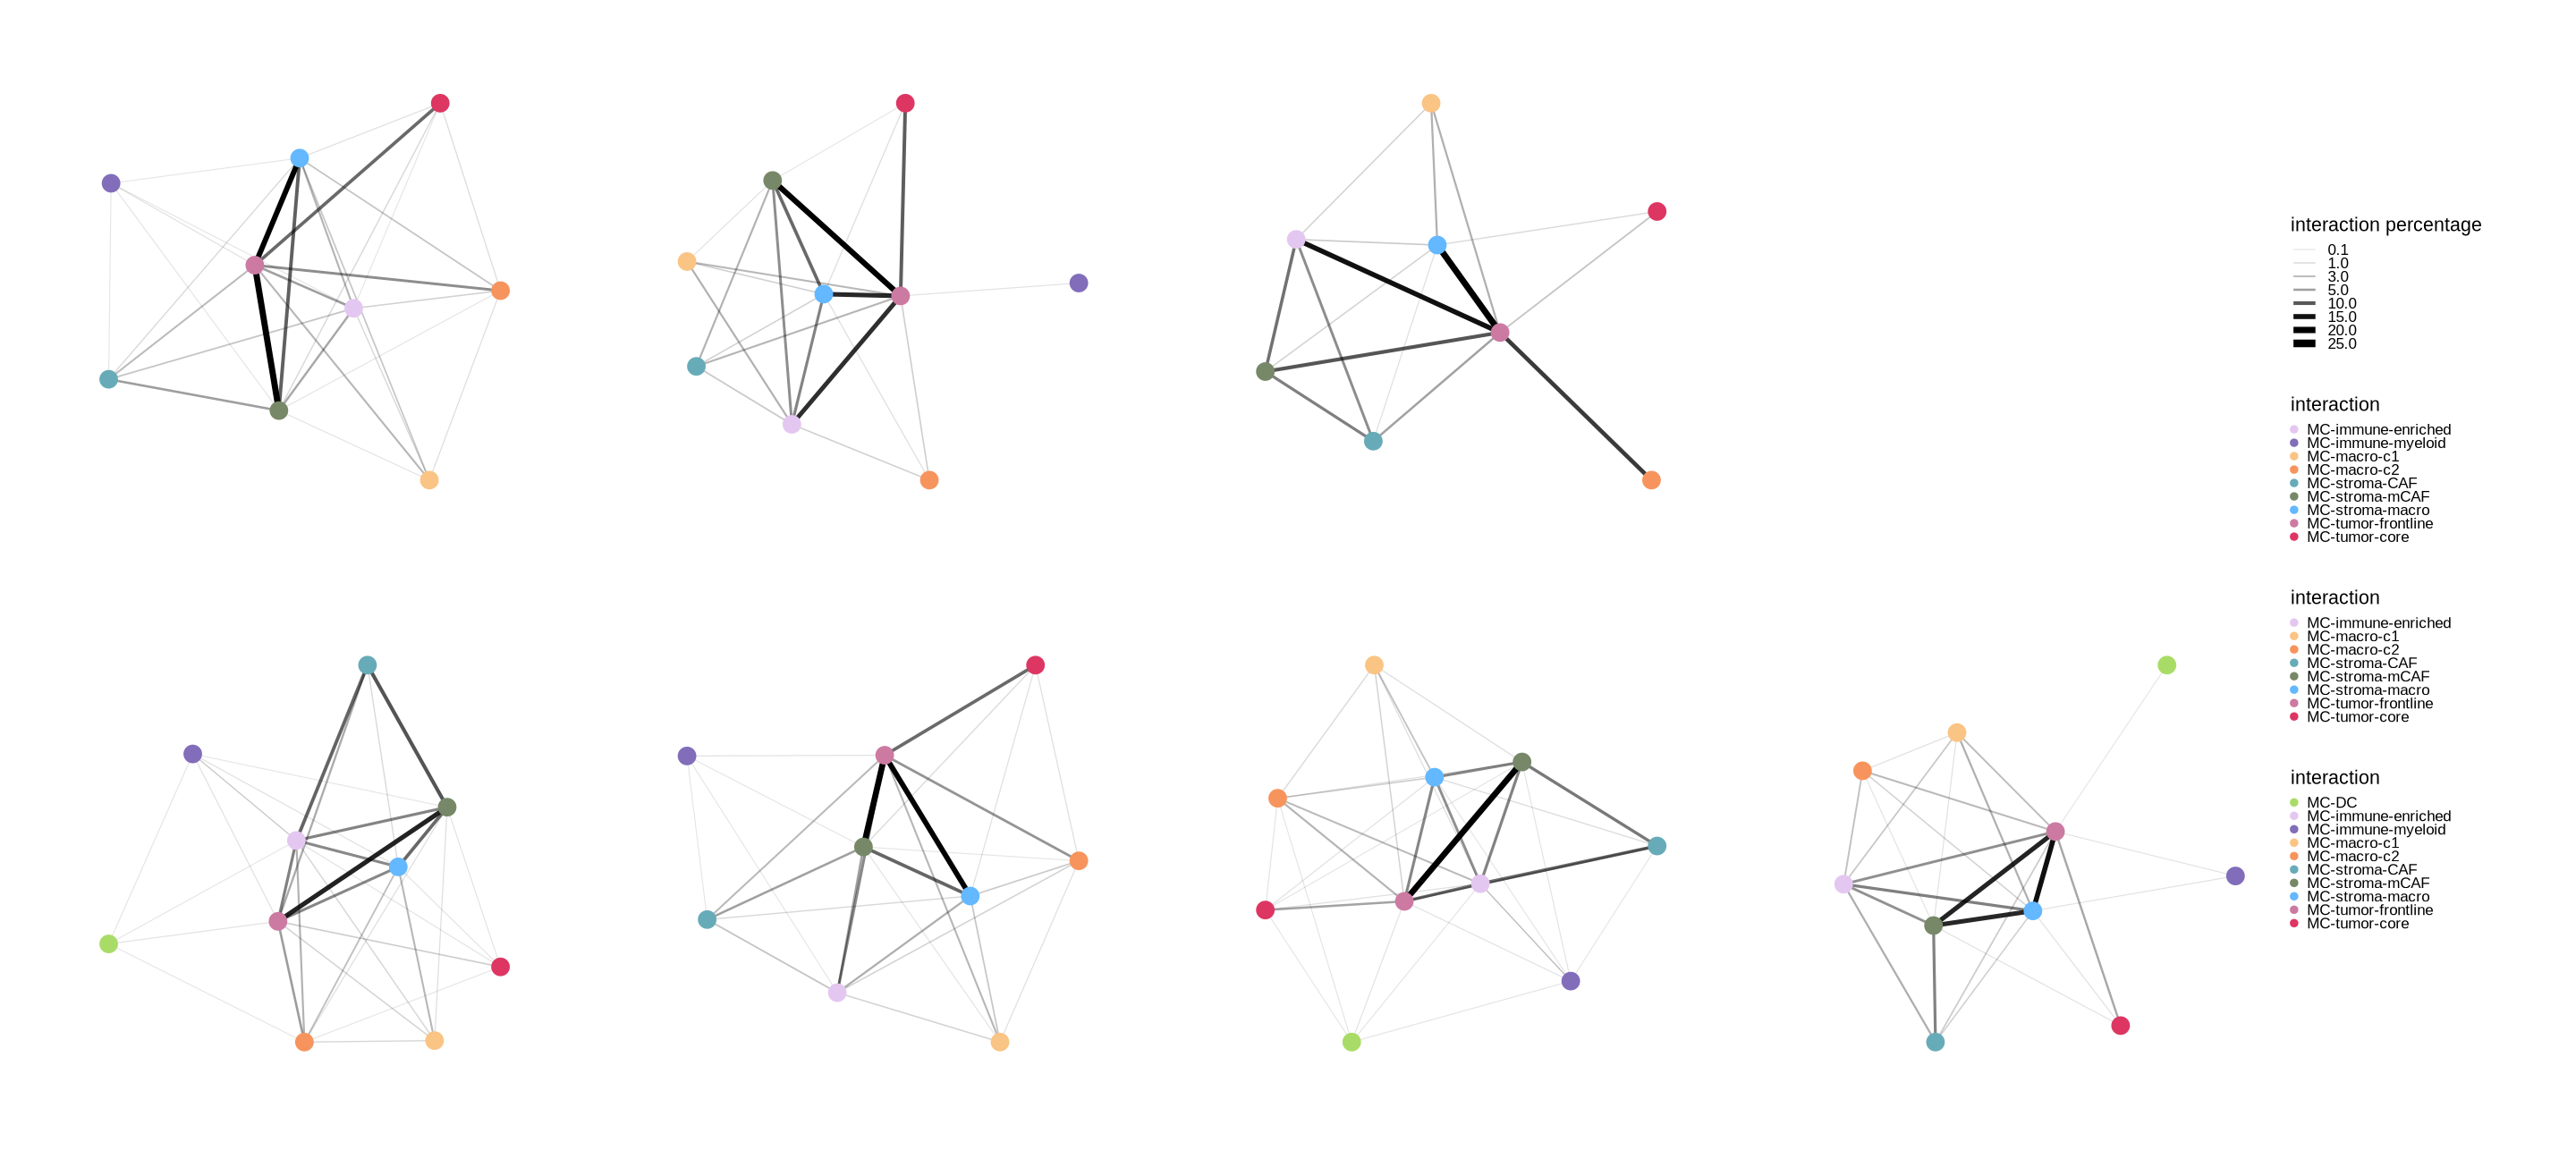 interaction percentage
0.1
1.0
3.0
5.0
10.0
15.0
20.0
25.0
interaction
MC-immune-enriched
MC-immune-myeloid
MC-macro-c1
MC-macro-c2
MC-stroma-CAF
MC-stroma-mCAF
MC-stroma-macro
MC-tumor-frontline
MC-tumor-core
interaction
MC-immune-enriched
MC-macro-c1
MC-macro-c2
MC-stroma-CAF
MC-stroma-mCAF
MC-stroma-macro
MC-tumor-frontline
MC-tumor-core
interaction
MC-DC
MC-immune-enriched
MC-immune-myeloid
MC-macro-c1
MC-macro-c2
MC-stroma-CAF
MC-stroma-mCAF
MC-stroma-macro
MC-tumor-frontline
MC-tumor-core